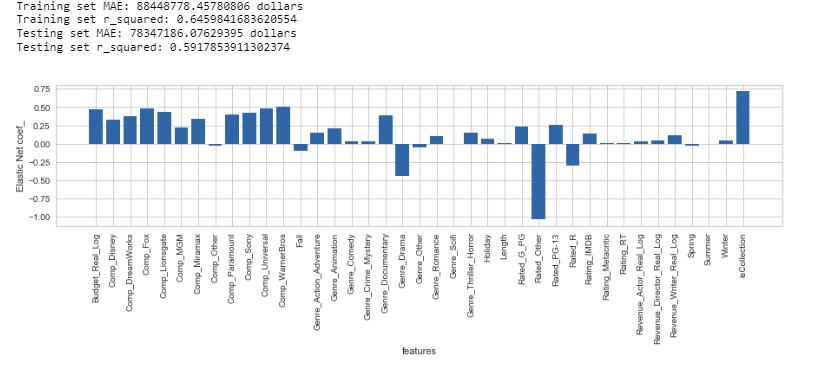 Training set MAE: 88448778.45780806 dollars
Training set r_squared: 0.6459841683620554
Testing set MAE: 78347186.07629395 dollars
Testing set r_squared: 0.5917853911302374
0.75
0.50
0.25
0.00
−0.25
−0.50
−0.75
−1.00
Elastic Net coef_
Budget_Real_Log
Comp_Disney
Comp_DreamWorks
Comp_Fox
Comp_Lionsgate
Comp_MGM
Comp_Miramax
Comp_Other
Comp_Paramount
Comp_Sony
Comp_Universal
Comp_WarnerBros
Fall
Genre_Action_Adventure
Genre_Animation
Genre_Comedy
Genre_Crime_Mystery
Genre_Documentary
Genre_Drama
Genre_Other
Genre_Romance
Genre_Scifi
Genre_Thriller_Horror
Holiday
Length
Rated_G_PG
Rated_Other
Rated_PG-13
Rated_R
Rating_IMDB
Rating_Metacritic
Rating_RT
Revenue_Actor_Real_Log
Revenue_Director_Real_Log
Revenue_Writer_Real_Log
Spring
Summer
Winter
isCollection
features